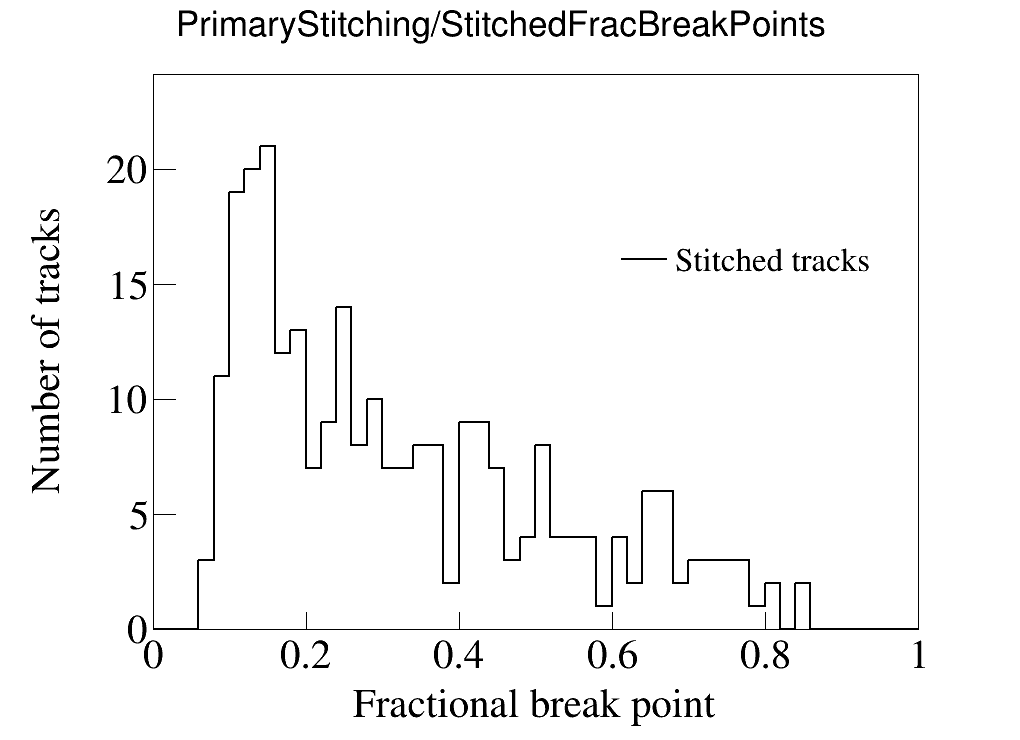 PrimaryStitching/StitchedFracBreakPoints
Number of tracks
20
15
10
5
0
Stitched tracks
0 0.2 0.4 0.6 0.8 1
Fractional break point